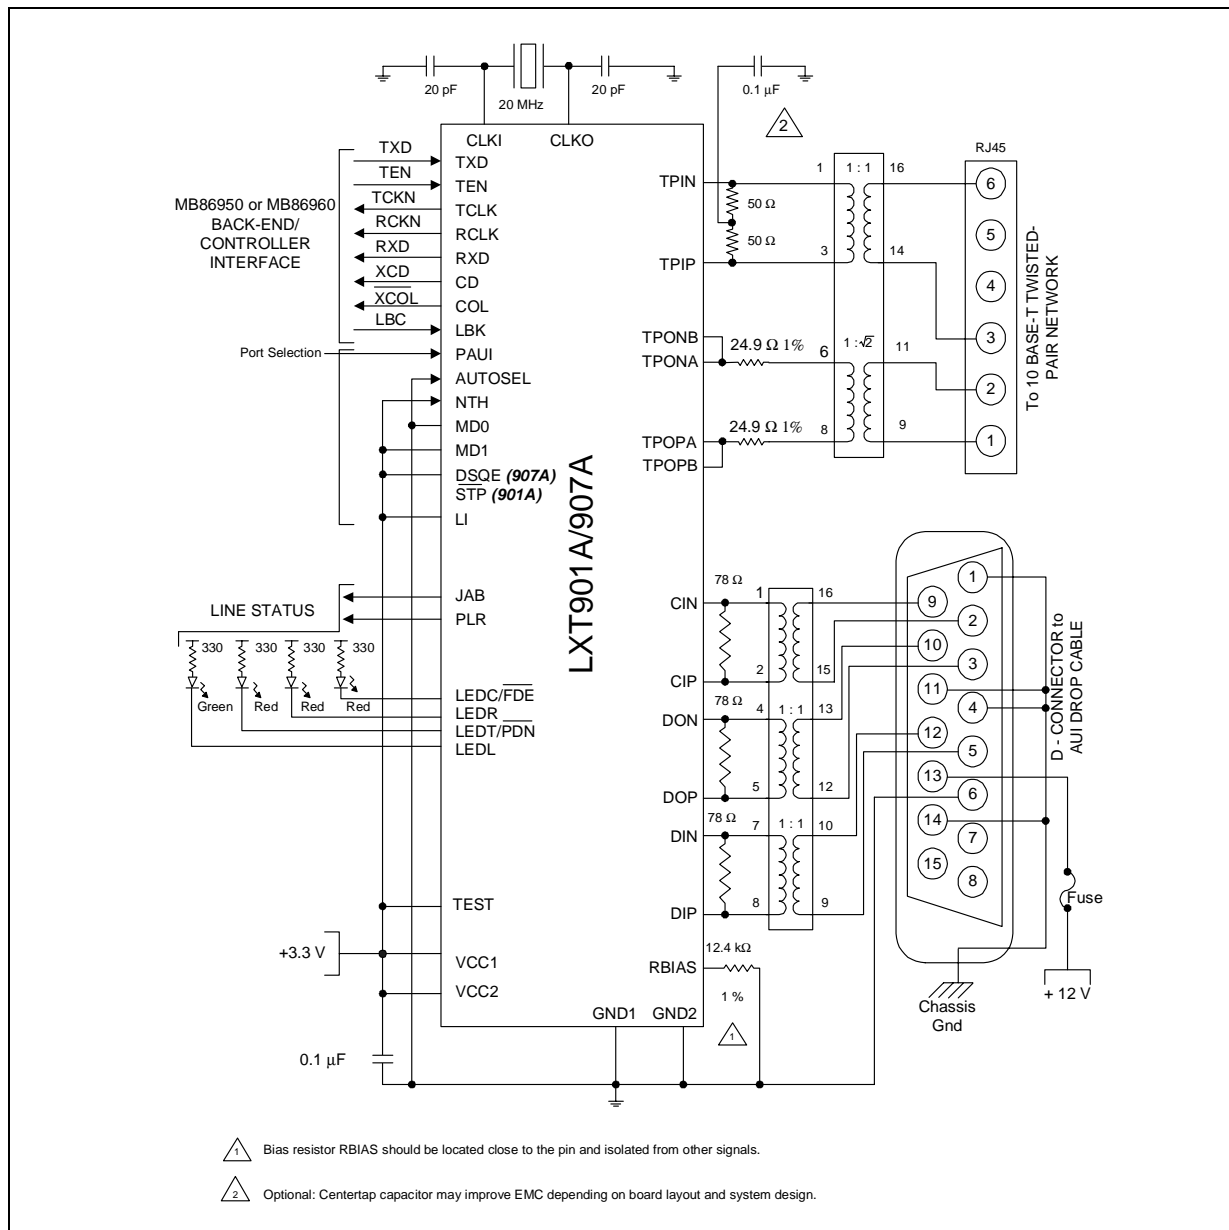 20 pF
20 MHz
20 pF
0.1 μF
2
CLKI
CLKO
MB86950 or MB86960
BACK-END/
CONTROLLER
INTERFACE
TXD
TEN
TCKN
RCKN
RXD
XCD
XCOL
LBC
Port Selection
TXD
TEN
TCLK
RCLK
RXD
CD
COL
LBK
PAUI
AUTOSEL
NTH
MD0
MD1
DSQE (907A)
STP (901A)
LI
JAB
PLR
LINE STATUS
330
330
330
330
Green
Red
Red
Red
LEDC/FDE
LEDR
LEDT/PDN
LEDL
TEST
+3.3 V
VCC1
VCC2
0.1 μF
LXT901A/907A
GND1
GND2
TPIN
TPIP
TPONB
TPONA
TPOPA
TPOPB
50 Ω
50 Ω
24.9 Ω 1%
24.9 Ω 1%
1
1 : 1
16
3
14
6
1 : √2
11
8
9
RJ45
6
5
4
3
2
1
To 10 BASE-T TWISTED-
PAIR NETWORK
CIN
CIP
DON
DOP
DIN
DIP
RBIAS
78 Ω
78 Ω
78 Ω
12.4 kΩ
1 %
1
1
16
2
15
4
1 : 1
13
5
12
7
1 : 1
10
8
9
1
9
2
10
3
11
4
12
5
13
6
14
7
15
8
D - CONNECTOR to
AUI DROP CABLE
Fuse
+ 12 V
Chassis
Gnd
1 Bias resistor RBIAS should be located close to the pin and isolated from other signals.
2 Optional: Centertap capacitor may improve EMC depending on board layout and system design.